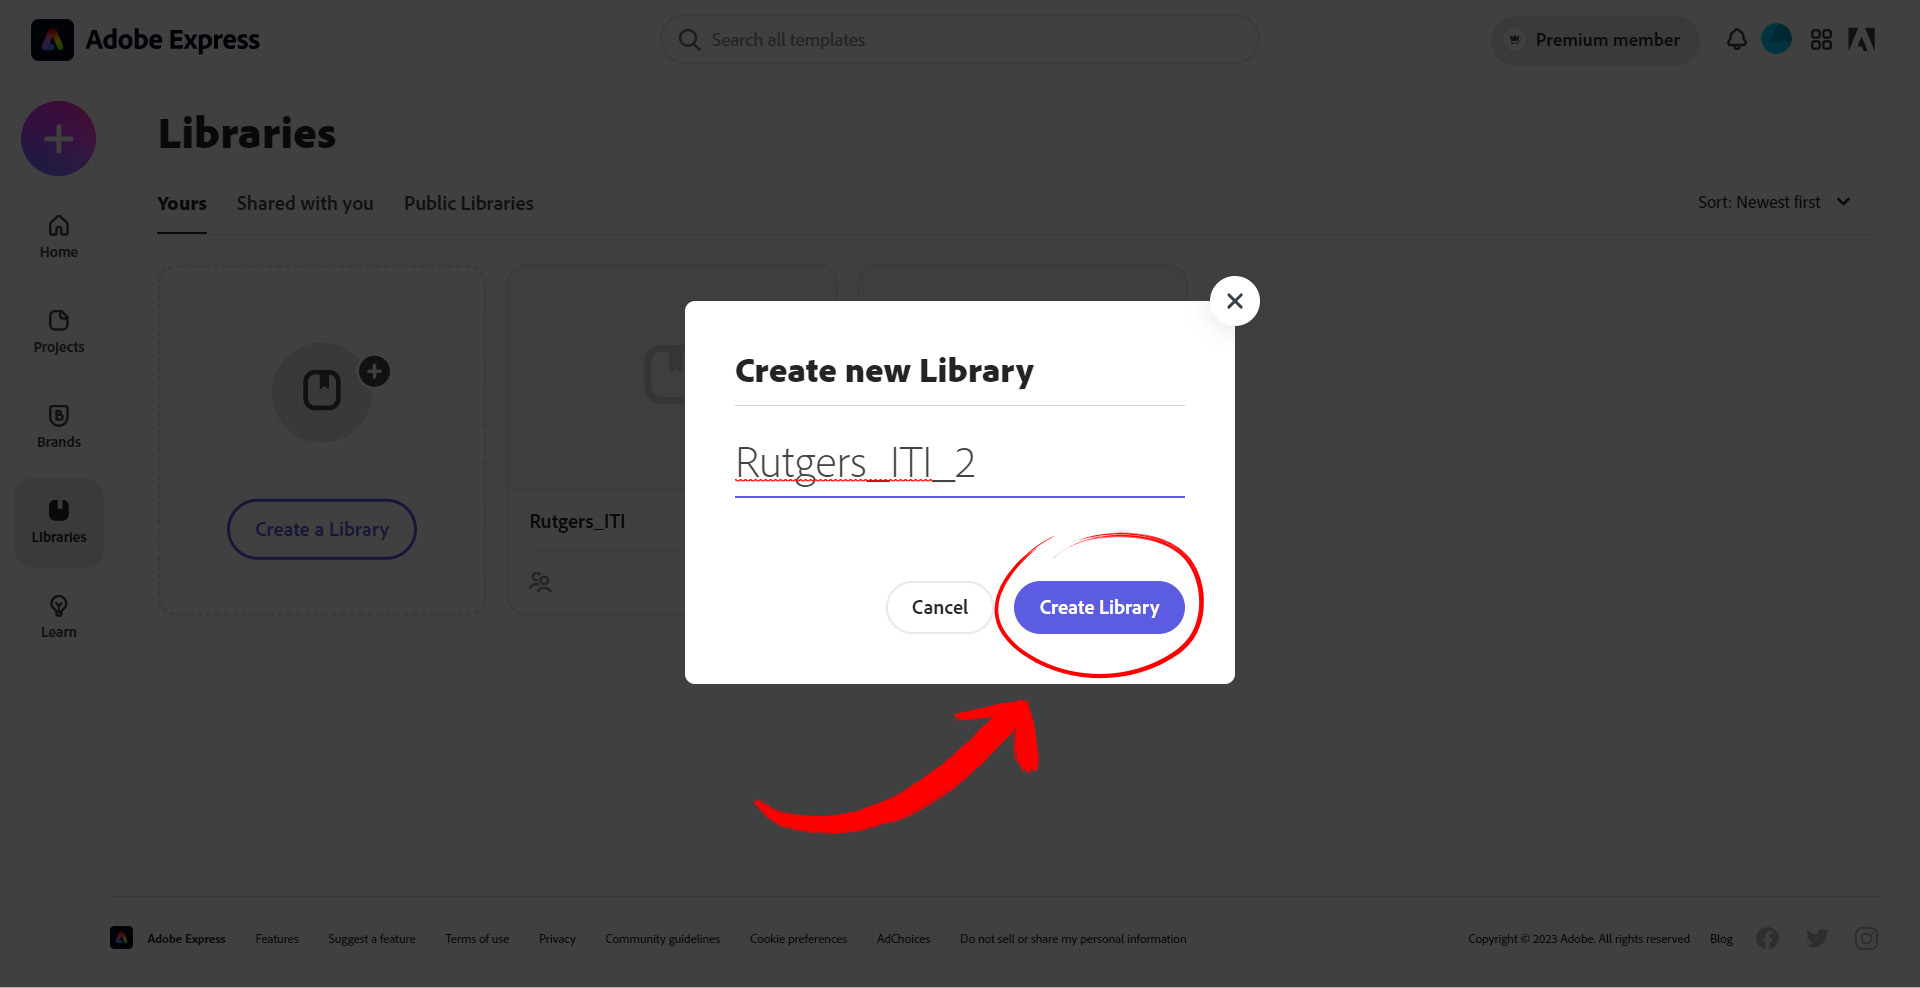 Adobe Express
Search all templates
Premium member
Libraries
Yours Shared with you Public Libraries
Sort: Newest first
Home
Projects
B
Brands
Libraries
Learn
Create a Library
Rutgers_ITI
Create new Library
Rutgers_ITI_2
Cancel Create Library
Adobe Express Features Suggest a feature Terms of use Privacy Community guidelines Cookie preferences AdChoices Do not sell or share my personal information Copyright © 2023 Adobe. All rights reserved Blog